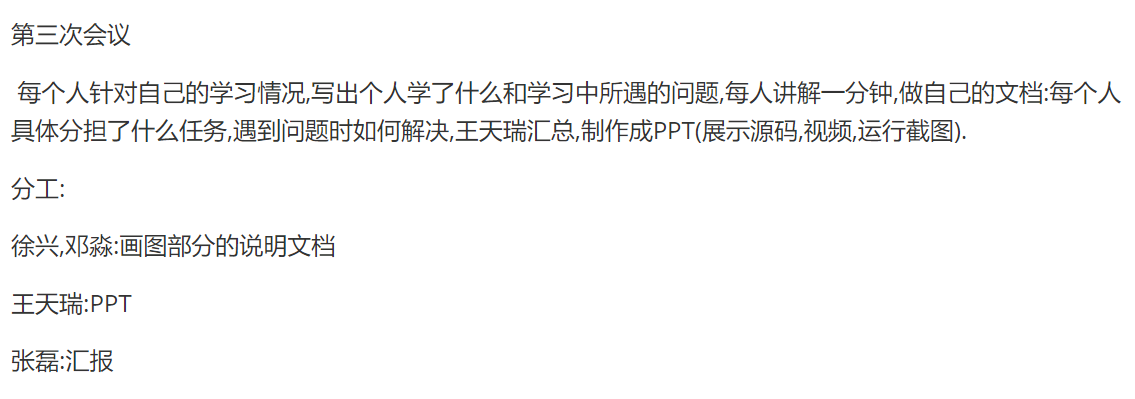 第三次会议
每个人针对自己的学习情况,写出个人学了什么和学习中所遇的问题,每人讲解一分钟,做自己的文档:每个人
具体分担了什么任务,遇到问题时如何解决,王天瑞汇总,制作成PPT(展示源码,视频,运行截图).
分工:
徐兴,邓淼:画图部分的说明文档
王天瑞:PPT
张磊:汇报